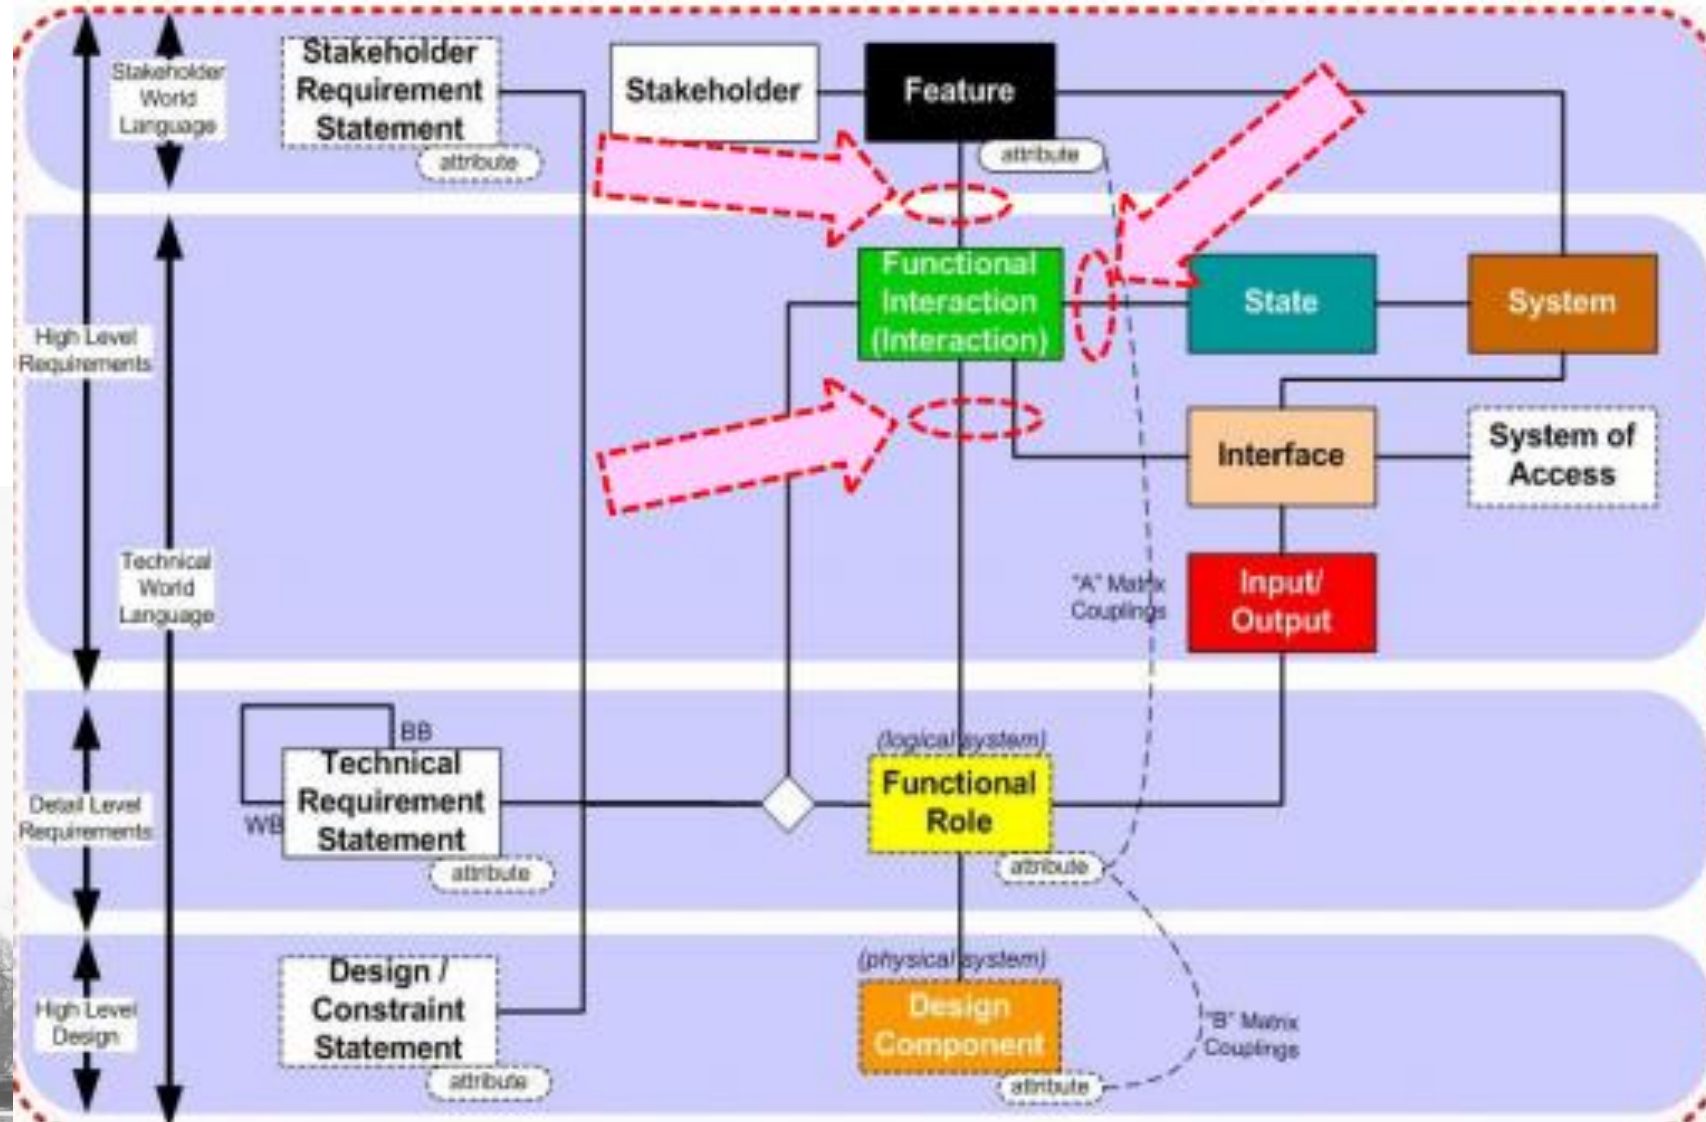 Stakeholder
World
Language
Stakeholder
Requirement
Statement
attribute
Stakeholder
Feature
attribute
High Level
Requirements
Functional
Interaction
(Interaction)
State
System
Interface
System of
Access
Technical
World
Language
"A" Matrix
Couplings
Input/
Output
Detail Level
Requirements
BB
WB
Technical
Requirement
Statement
attribute
(logical system)
Functional
Role
attribute
High Level
Design
Design /
Constraint
Statement
attribute
(physical system)
Design
Component
attribute
"B" Matrix
Couplings